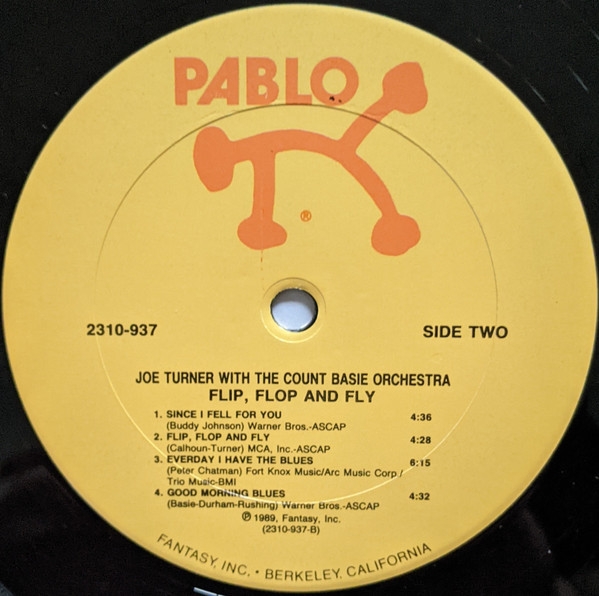 PABLO
®
2310-937
SIDE TWO
JOE TURNER WITH THE COUNT BASIE ORCHESTRA
FLIP, FLOP AND FLY
1. SINCE I FELL FOR YOU 4:36
(Buddy Johnson) Warner Bros.-ASCAP
2. FLIP, FLOP AND FLY 4:28
(Calhoun-Turner) MCA, Inc.-ASCAP
3. EVERDAY I HAVE THE BLUES 6:15
(Peter Chatman) Fort Knox Music/Arc Music Corp /
Trio Music-BMI
4. GOOD MORNING BLUES 4:32
(Basie-Durham-Rushing) Warner Bros.-ASCAP
℗ 1989, Fantasy, Inc.
(2310-937-B)
FANTASY, INC. • BERKELEY, CALIFORNIA